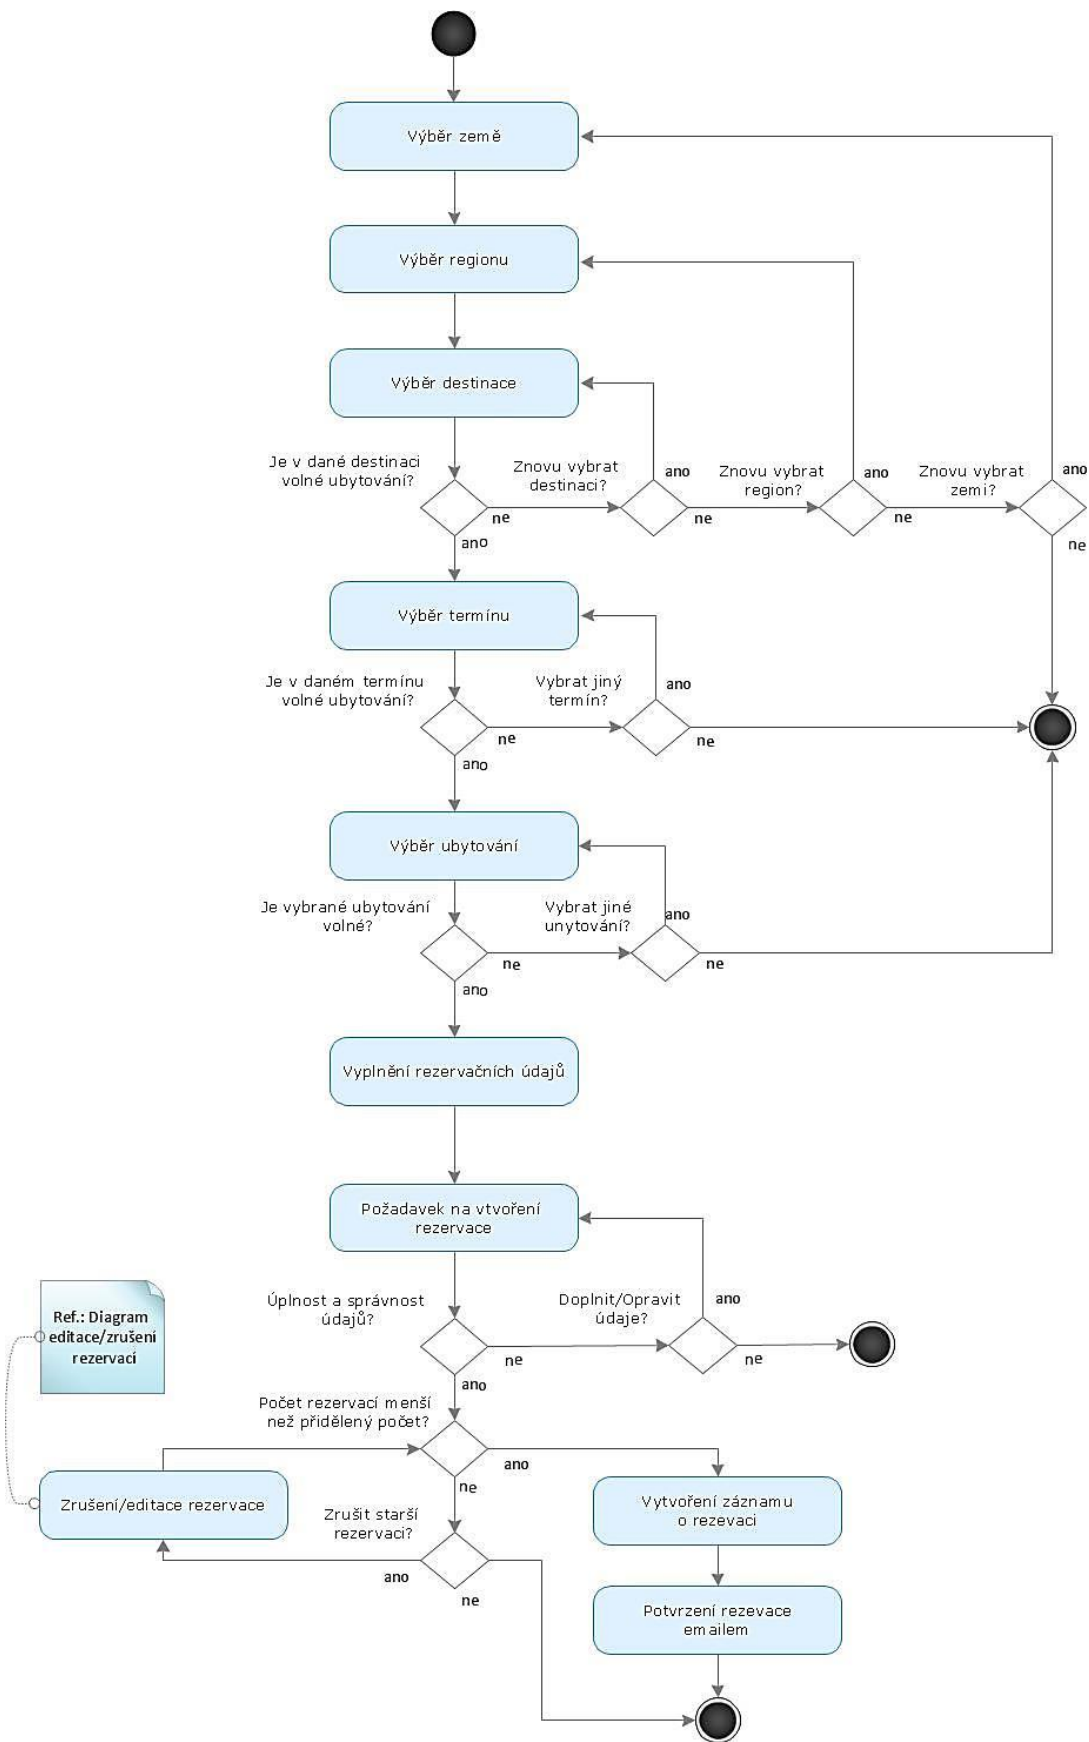 Výběr země
Výběr regionu
Výběr destinace
Je v dané destinaci
volné ubytování?
Znovu vybrat
destinaci?
ano
Znovu vybrat
region?
ano
Znovu vybrat
zemi?
ano
ne
ne
ne
ne
ano
Výběr termínu
Je v daném termínu
volné ubytování?
Vybrat jiný
termín?
ano
ne
ne
ano
Výběr ubytování
Je vybrané ubytování
volné?
Vybrat jiné
unytování?
ano
ne
ne
ano
Vyplnění rezervačních údajů
Požadavek na vtvoření
rezervace
Úplnost a správnost
údajů?
Doplnit/Opravit
údaje?
ano
ne
ne
ano
Ref.: Diagram
editace/zrušení
rezervací
Počet rezervací menší
než přidělený počet?
ano
ne
Zrušení/editace rezervace
Zrušit starší
rezervaci?
ano
ne
Vytvoření záznamu
o rezevaci
Potvrzení rezevace
emailem